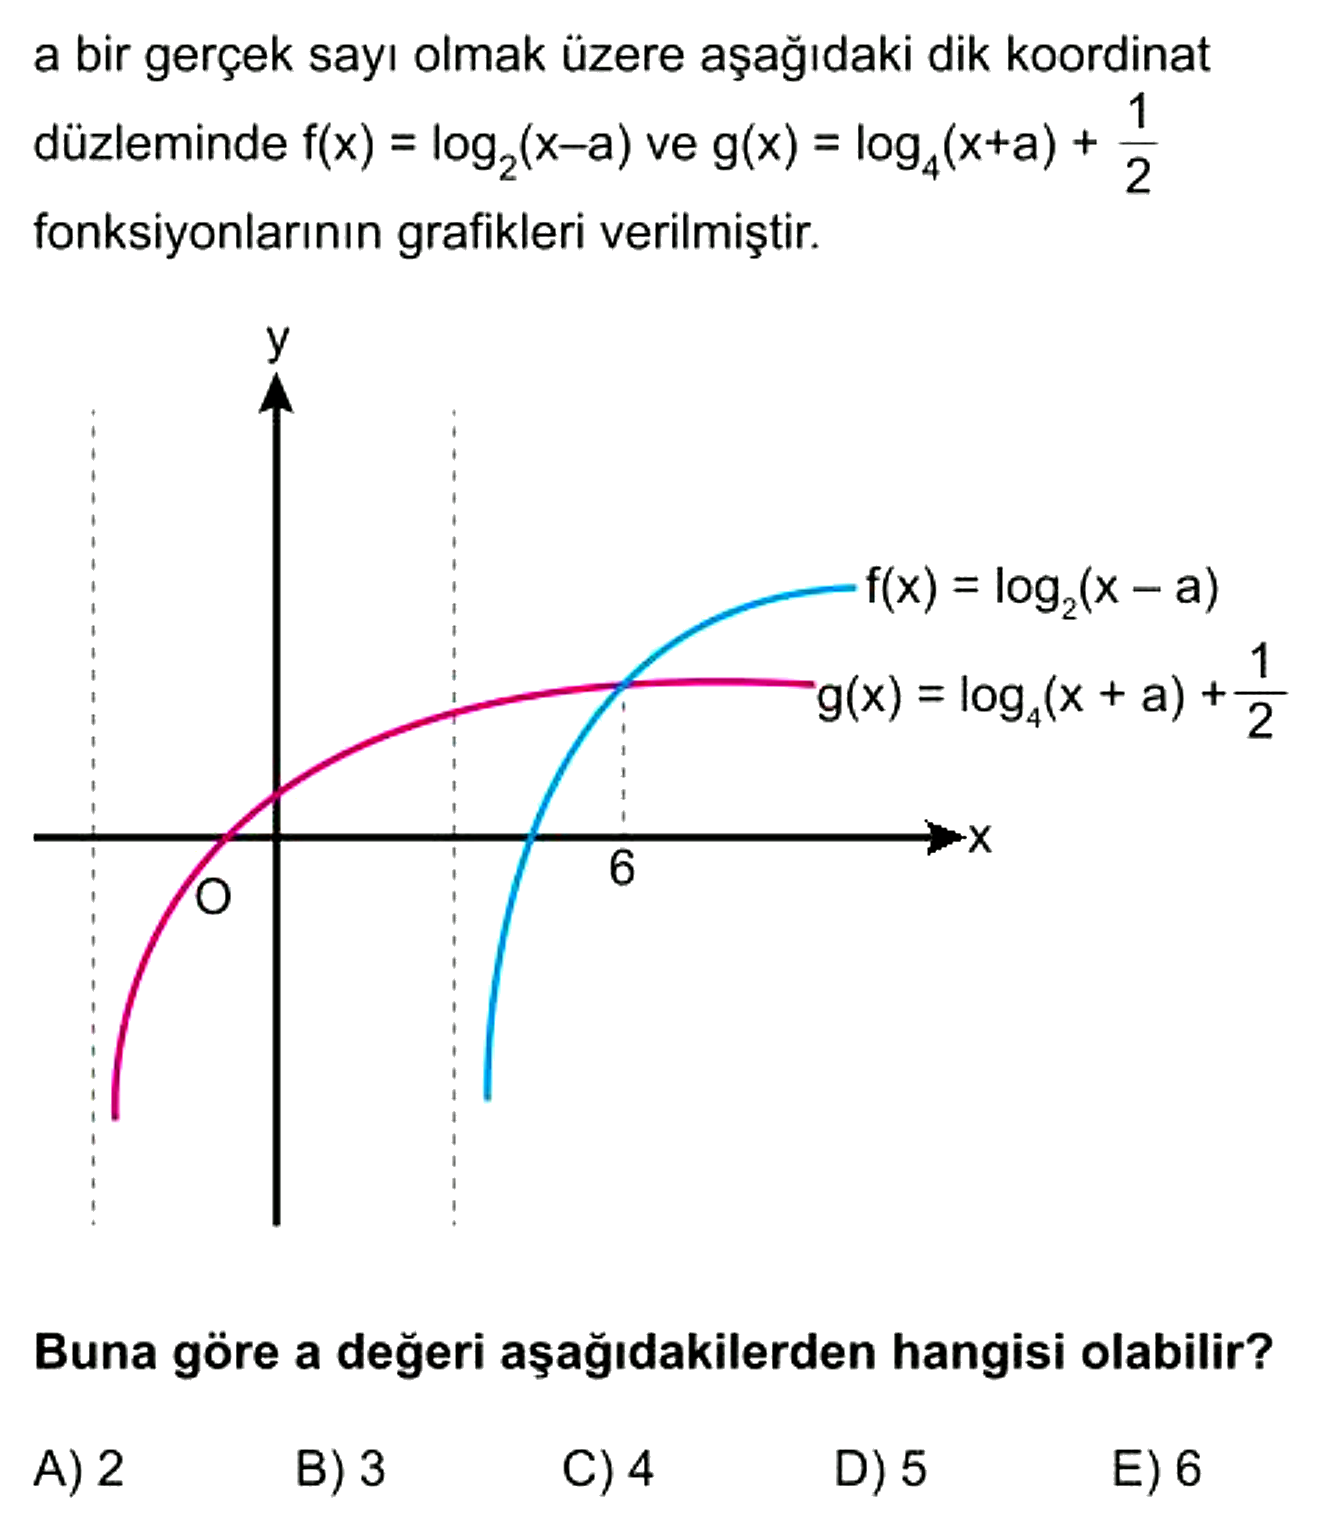 a bir gerçek sayı olmak üzere aşağıdaki dik koordinat
düzleminde f(x) = log₂(x–a) ve g(x) = log₄(x+a) + 1/2
fonksiyonlarının grafikleri verilmiştir.
y
f(x) = log₂(x – a)
g(x) = log₄(x + a) + 1/2
x
6
O
Buna göre a değeri aşağıdakilerden hangisi olabilir?
A) 2 B) 3 C) 4 D) 5 E) 6